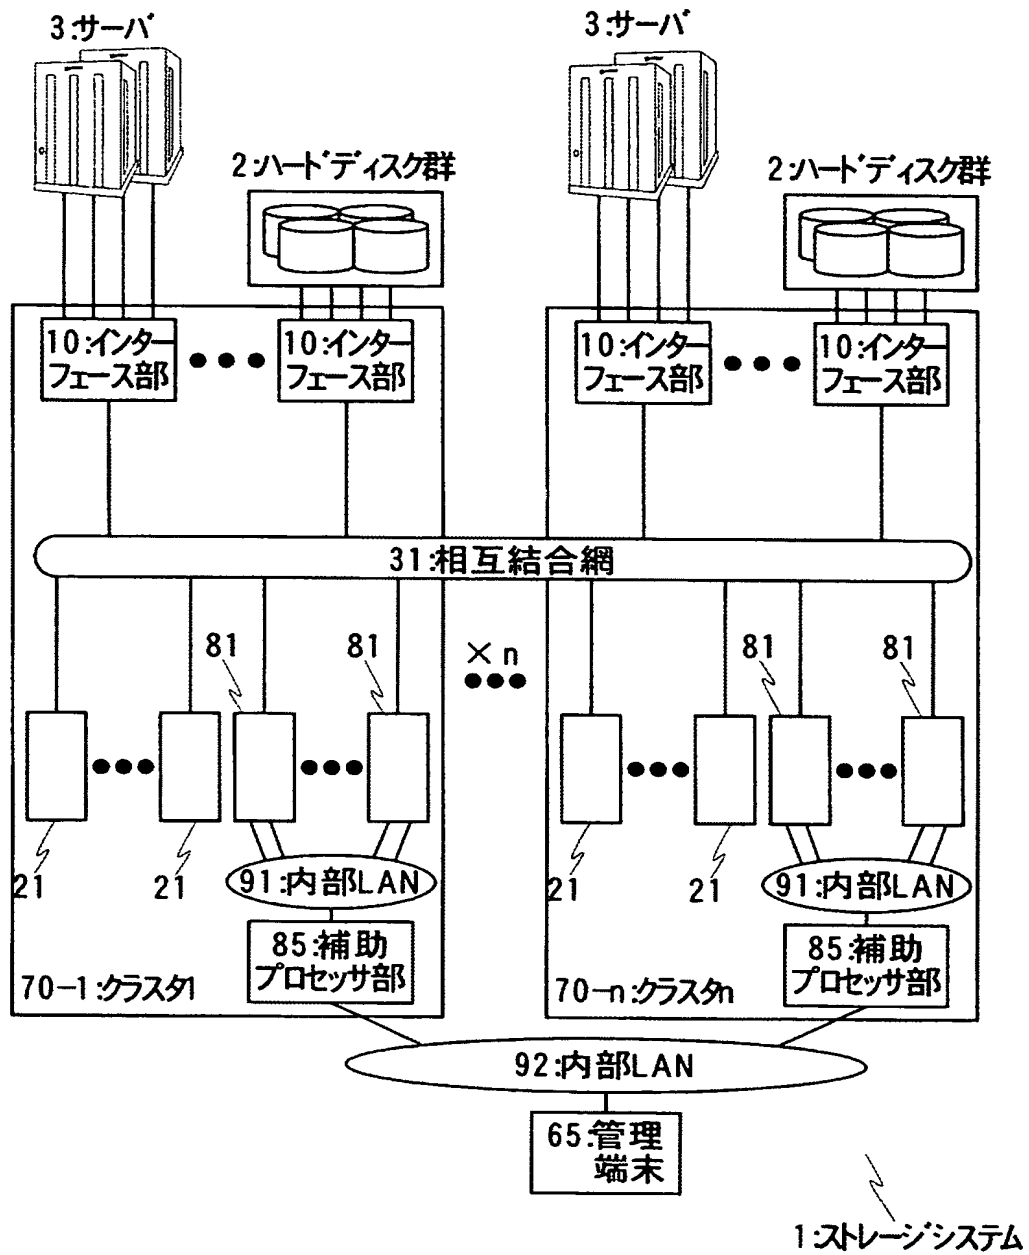 3:サーバ
3:サーバ
2:ハードディスク群
2:ハードディスク群
10:インター
フェース部
10:インター
フェース部
10:インター
フェース部
10:インター
フェース部
31:相互結合網
81
81
×n
81
81
21
21
21
21
91:内部LAN
91:内部LAN
85:補助
プロセッサ部
85:補助
プロセッサ部
70-1:クラスタ1
70-n:クラスタn
92:内部LAN
65:管理
端末
1:ストレージシステム